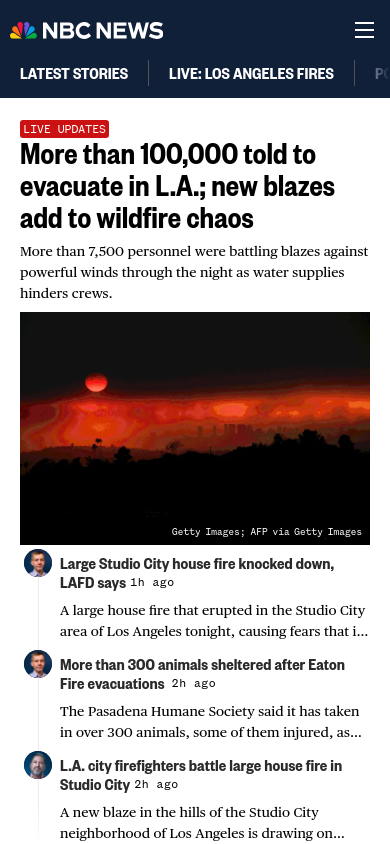 NBC NEWS
LATEST STORIES
LIVE: LOS ANGELES FIRES
LIVE UPDATES
More than 100,000 told to
evacuate in L.A.; new blazes
add to wildfire chaos
More than 7,500 personnel were battling blazes against
powerful winds through the night as water supplies
hinders crews.
Getty Images; AFP via Getty Images
Large Studio City house fire knocked down,
LAFD says 1h ago
A large house fire that erupted in the Studio City
area of Los Angeles tonight, causing fears that i...
More than 300 animals sheltered after Eaton
Fire evacuations 2h ago
The Pasadena Humane Society said it has taken
in over 300 animals, some of them injured, as...
L.A. city firefighters battle large house fire in
Studio City 2h ago
A new blaze in the hills of the Studio City
neighborhood of Los Angeles is drawing on...